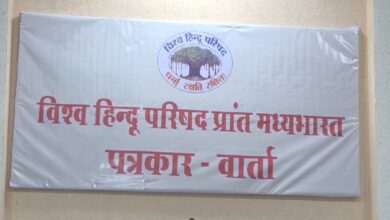 विश्व हिन्दू परिषद
धर्मो रक्षति रक्षितः
विश्व हिन्दू परिषद प्रांत मध्यभारत
पत्रकार - वार्ता